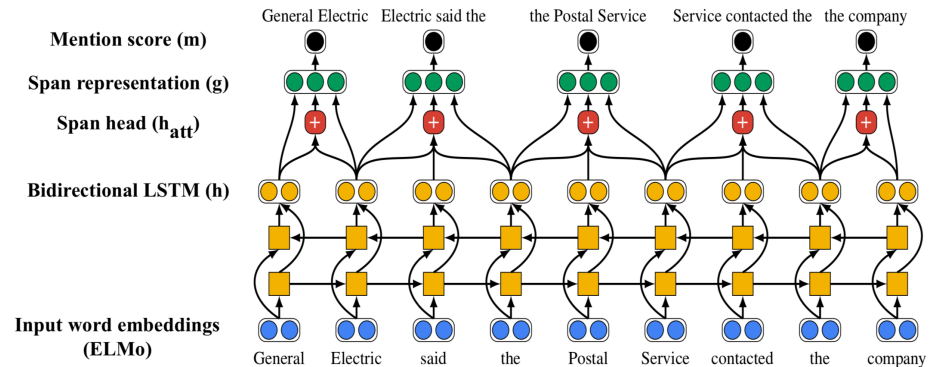 General Electric Electric said the the Postal Service Service contacted the the company
Mention score (m)
Span representation (g)
Span head (h_att)
+ + + + +
Bidirectional LSTM (h)
Input word embeddings
(ELMo)
General Electric said the Postal Service contacted the company